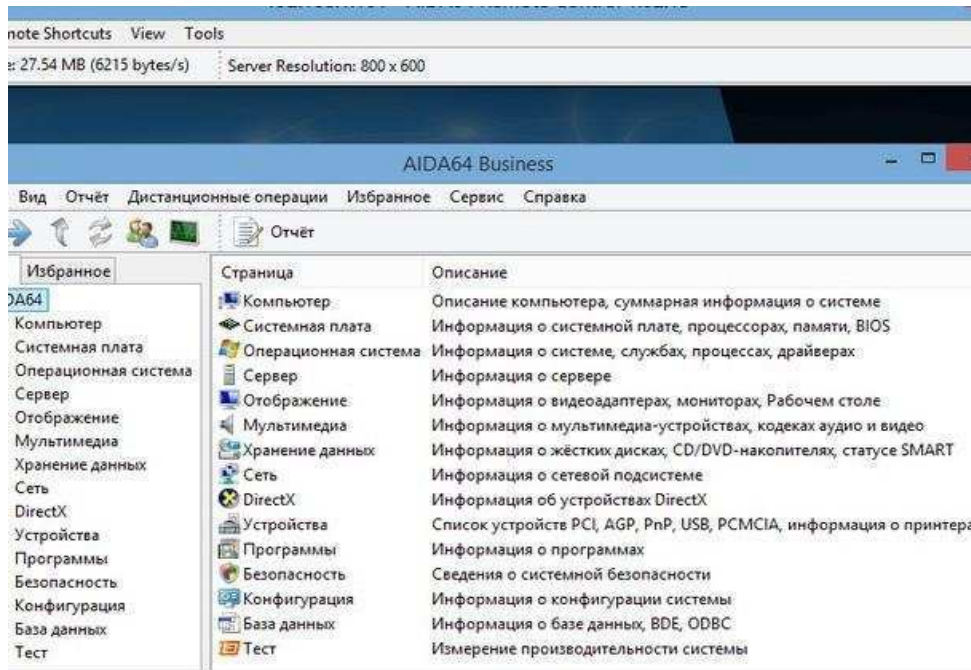 note Shortcuts View Tools
e: 27.54 MB (6215 bytes/s) Server Resolution: 800 x 600
AIDA64 Business
Вид Отчёт Дистанционные операции Избранное Сервис Справка
Отчёт
Избранное
Страница Описание
DA64
Компьютер
Системная плата
Операционная система
Сервер
Отображение
Мультимедиа
Хранение данных
Сеть
DirectX
Устройства
Программы
Безопасность
Конфигурация
База данных
Тест
Компьютер Описание компьютера, суммарная информация о системе
Системная плата Информация о системной плате, процессорах, памяти, BIOS
Операционная система Информация о системе, службах, процессах, драйверах
Сервер Информация о сервере
Отображение Информация о видеоадаптерах, мониторах, Рабочем столе
Мультимедиа Информация о мультимедиа-устройствах, кодеках аудио и видео
Хранение данных Информация о жёстких дисках, CD/DVD-накопителях, статусе SMART
Сеть Информация о сетевой подсистеме
DirectX Информация об устройствах DirectX
Устройства Список устройств PCI, AGP, PnP, USB, PCMCIA, информация о принтера
Программы Информация о программах
Безопасность Сведения о системной безопасности
Конфигурация Информация о конфигурации системы
База данных Информация о базе данных, BDE, ODBC
Тест Измерение производительности системы